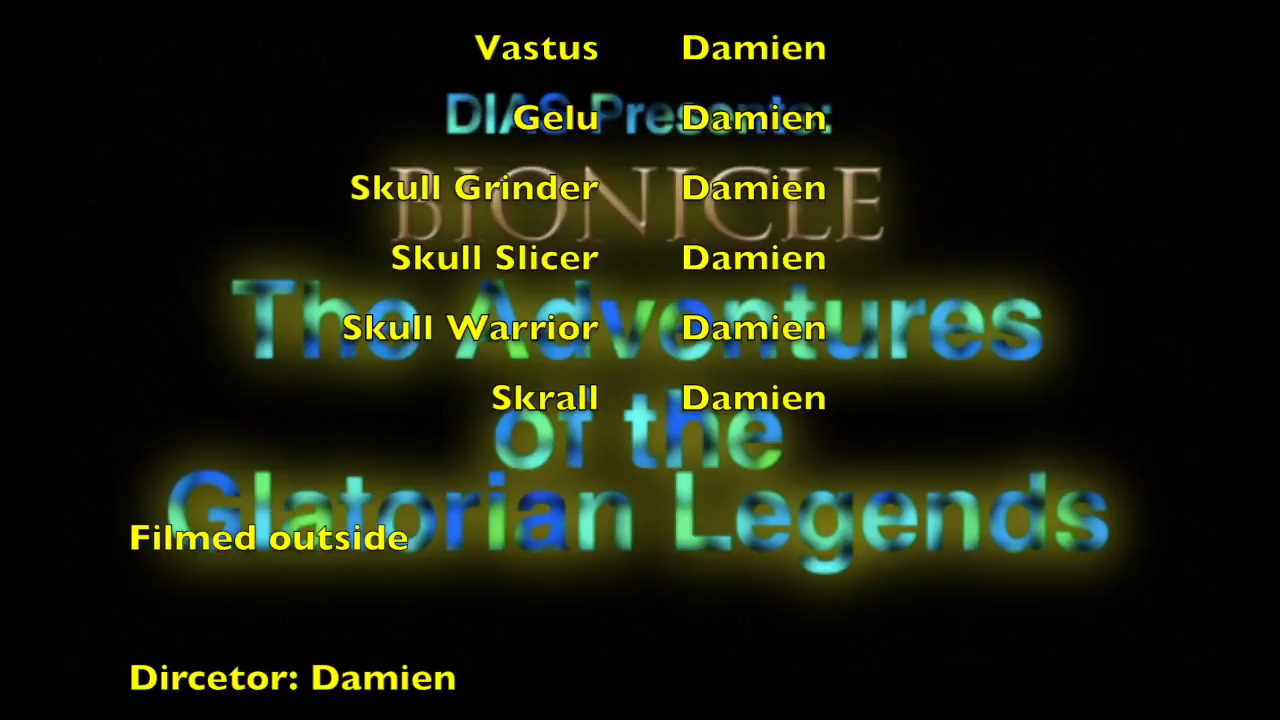 Vastus Damien
DIAS Presents:
Gelu Damien
BIONICLE
Skull Grinder Damien
Skull Slicer Damien
The Adventures
Skull Warrior Damien
Skrall Damien
of the
Glatorian Legends
Filmed outside
Dircetor: Damien